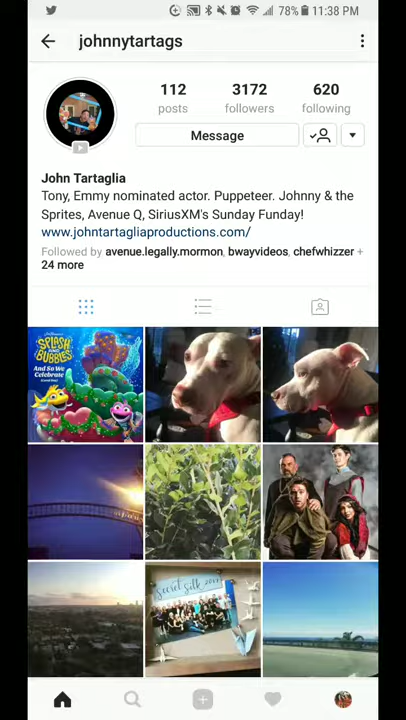 78% 11:38 PM
johnnytartags
112 3172 620
posts followers following
Message
John Tartaglia
Tony, Emmy nominated actor. Puppeteer. Johnny & the
Sprites, Avenue Q, SiriusXM's Sunday Funday!
www.johntartagliaproductions.com/
Followed by avenue.legally.mormon, bwayvideos, chefwhizzer +
24 more
SPLASH
and BUBBLES
And So We
Celebrate